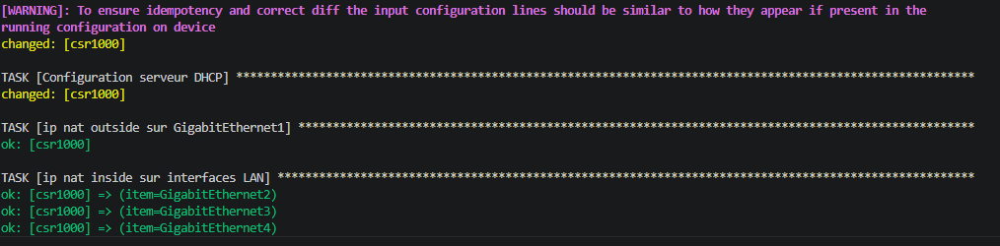 [WARNING]: To ensure idempotency and correct diff the input configuration lines should be similar to how they appear if present in the
running configuration on device
changed: [csr1000]
TASK [Configuration serveur DHCP] ***********************************************************************************************************
changed: [csr1000]
TASK [ip nat outside sur GigabitEthernet1] **************************************************************************************************
ok: [csr1000]
TASK [ip nat inside sur interfaces LAN] *****************************************************************************************************
ok: [csr1000] => (item=GigabitEthernet2)
ok: [csr1000] => (item=GigabitEthernet3)
ok: [csr1000] => (item=GigabitEthernet4)